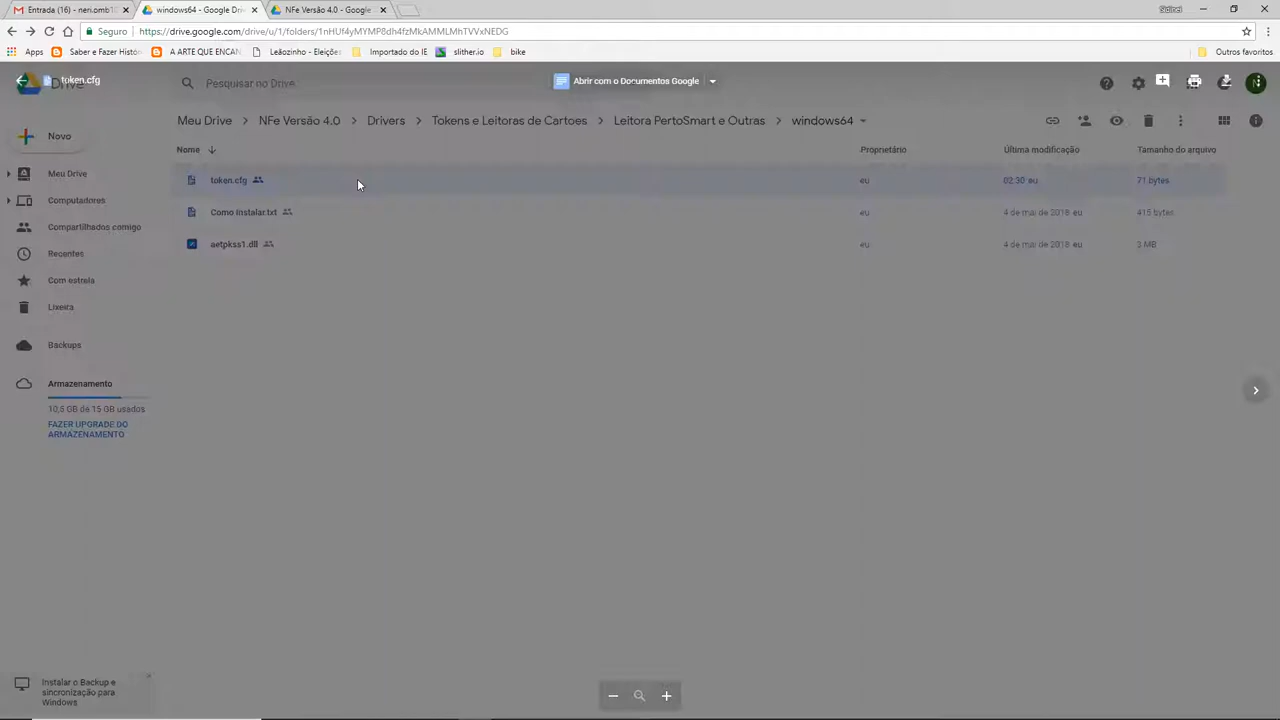 Entrada (16) - neri.omb1
windows64 - Google Dri
NFe Versão 4.0 - Google
Sidinei
Seguro
https://drive.google.com/drive/u/1/folders/1nHUf4yMYMP8dh4fzMkAMMLMhTVVxNEDG
Apps
Saber e Fazer Histór
A ARTE QUE ENCAN
Leãozinho - Eleiçõe
Importado do IE
slither.io
bike
Outros favoritos
token.cfg
Drive
Pesquisar no Drive
Abrir com o Documentos Google
N
Novo
Meu Drive
NFe Versão 4.0
Drivers
Tokens e Leitoras de Cartoes
Leitora PertoSmart e Outras
windows64
Nome
Proprietário
Última modificação
Tamanho do arquivo
Meu Drive
token.cfg
eu
02:30 eu
71 bytes
Computadores
Como Instalar.txt
eu
4 de mai de 2018 eu
415 bytes
Compartilhados comigo
aetpkss1.dll
eu
4 de mai de 2018 eu
3 MB
Recentes
Com estrela
Lixeira
Backups
Armazenamento
10,5 GB de 15 GB usados
FAZER UPGRADE DO
ARMAZENAMENTO
Instalar o Backup e
sincronização para
Windows